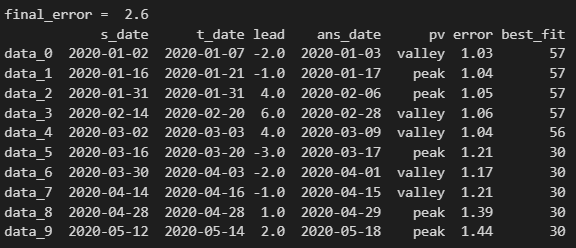 final_error =  2.6
            s_date      t_date lead    ans_date      pv error best_fit
data_0  2020-01-02  2020-01-07 -2.0  2020-01-03  valley  1.03       57
data_1  2020-01-16  2020-01-21 -1.0  2020-01-17    peak  1.04       57
data_2  2020-01-31  2020-01-31  4.0  2020-02-06    peak  1.05       57
data_3  2020-02-14  2020-02-20  6.0  2020-02-28  valley  1.06       57
data_4  2020-03-02  2020-03-03  4.0  2020-03-09  valley  1.04       56
data_5  2020-03-16  2020-03-20 -3.0  2020-03-17    peak  1.21       30
data_6  2020-03-30  2020-04-03 -2.0  2020-04-01  valley  1.17       30
data_7  2020-04-14  2020-04-16 -1.0  2020-04-15  valley  1.21       30
data_8  2020-04-28  2020-04-28  1.0  2020-04-29    peak  1.39       30
data_9  2020-05-12  2020-05-14  2.0  2020-05-18    peak  1.44       30